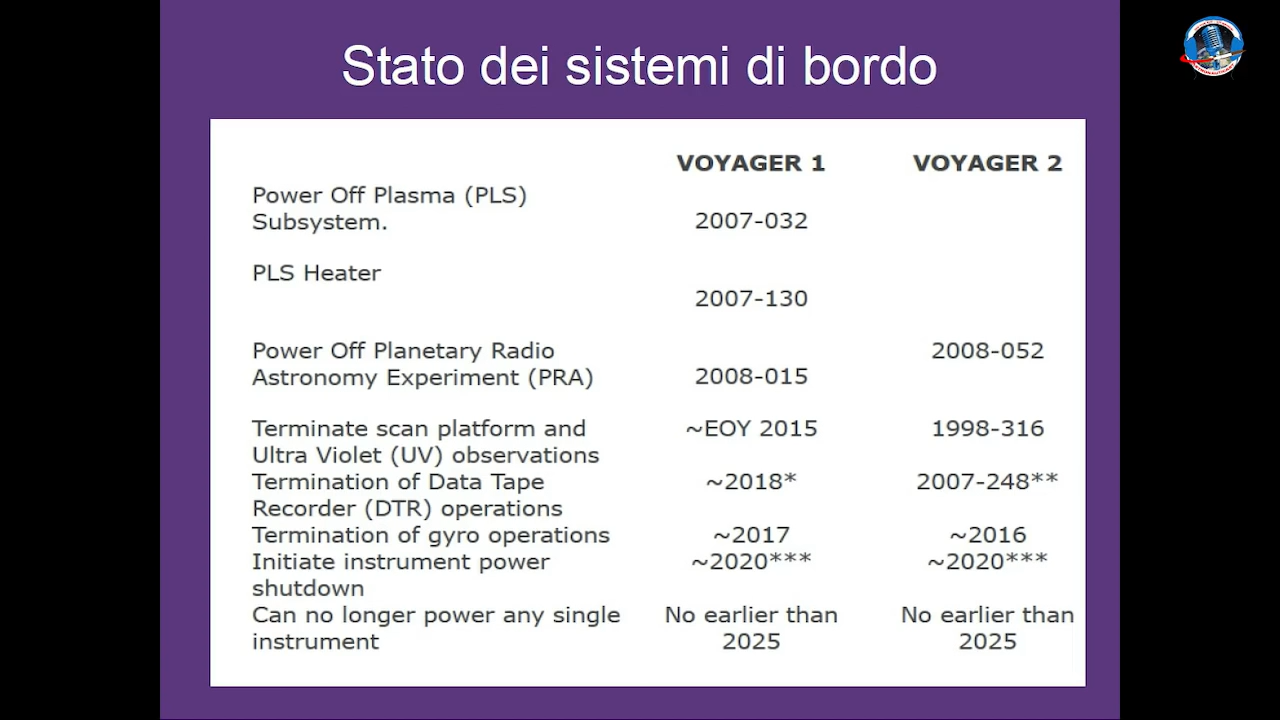 Stato dei sistemi di bordo
VOYAGER 1 VOYAGER 2
Power Off Plasma (PLS)
Subsystem. 2007-032
PLS Heater
2007-130
Power Off Planetary Radio 2008-052
Astronomy Experiment (PRA) 2008-015
Terminate scan platform and ~EOY 2015 1998-316
Ultra Violet (UV) observations
Termination of Data Tape ~2018* 2007-248**
Recorder (DTR) operations
Termination of gyro operations ~2017 ~2016
Initiate instrument power ~2020*** ~2020***
shutdown
Can no longer power any single No earlier than No earlier than
instrument 2025 2025